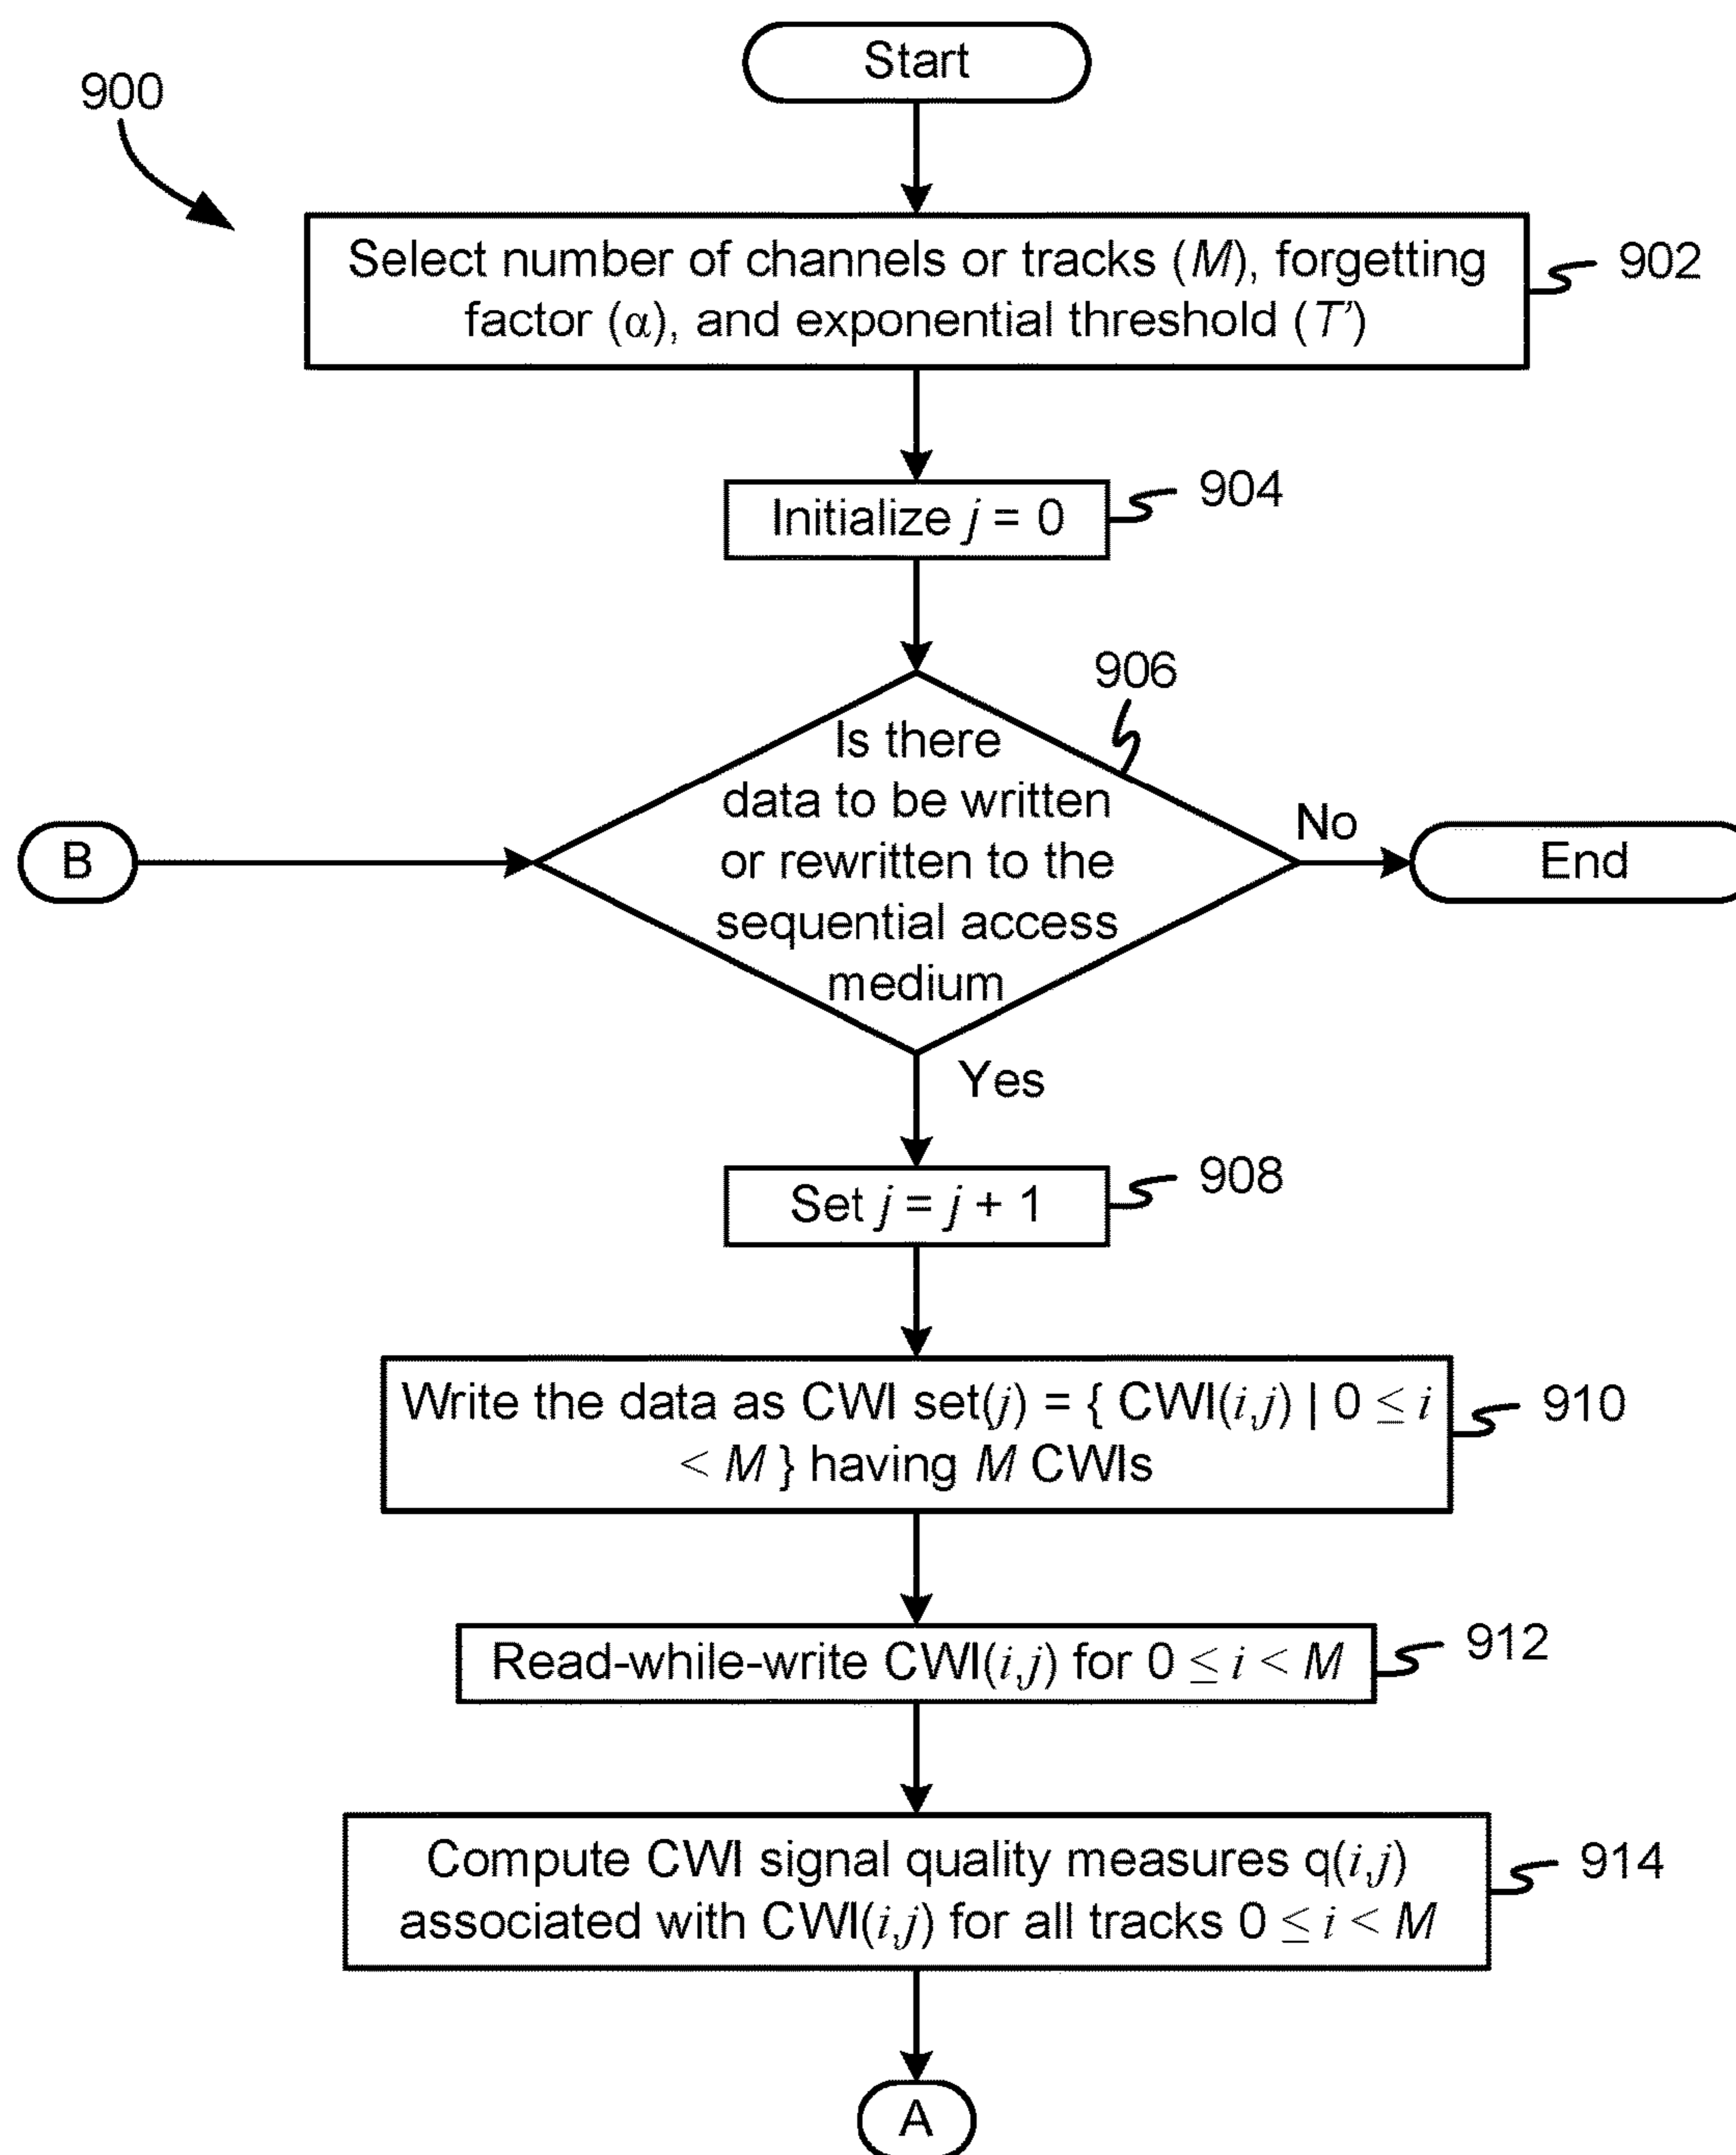 Start
900
Select number of channels or tracks (M), forgetting
factor (α), and exponential threshold (T')
902
Initialize j = 0
904
906
Is there
data to be written
or rewritten to the
sequential access
medium
B
No
End
Yes
Set j = j + 1
908
Write the data as CWI set(j) = { CWI(i,j) | 0 ≤ i
< M } having M CWIs
910
Read-while-write CWI(i,j) for 0 ≤ i < M
912
Compute CWI signal quality measures q(i,j)
associated with CWI(i,j) for all tracks 0 ≤ i < M
914
A